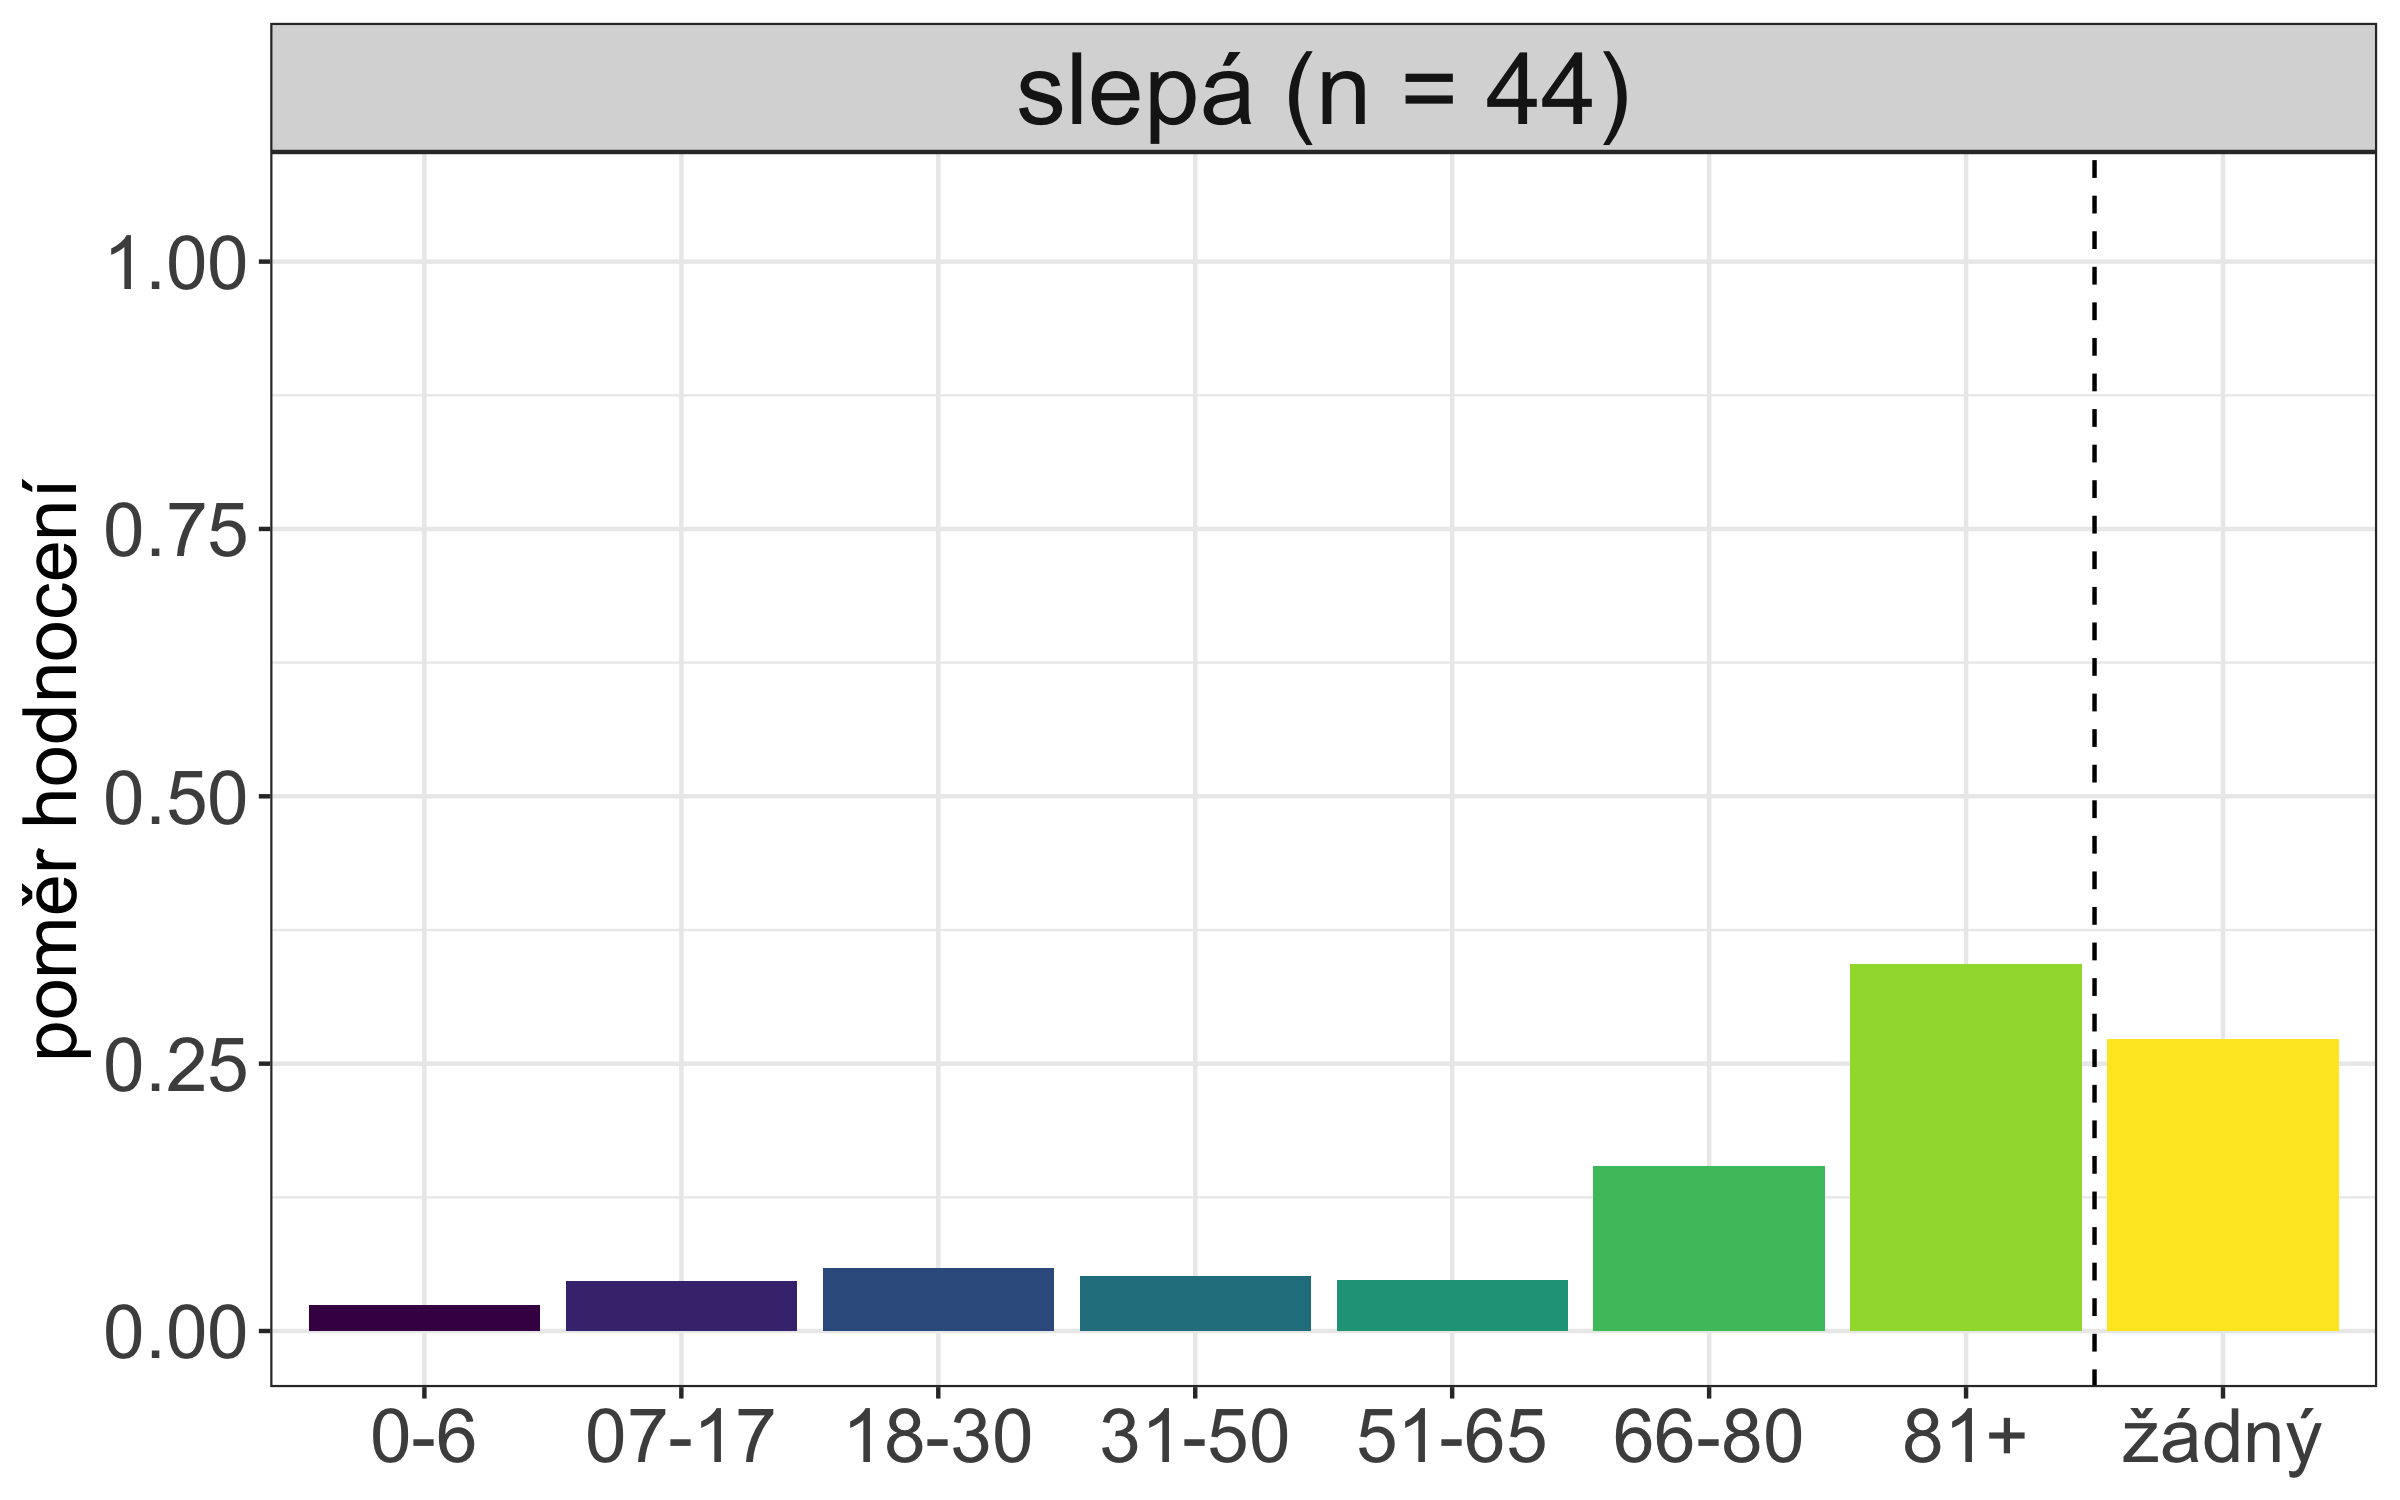 slepá (n = 44)
poměr hodnocení
1.00
0.75
0.50
0.25
0.00
0-6 07-17 18-30 31-50 51-65 66-80 81+ žádný